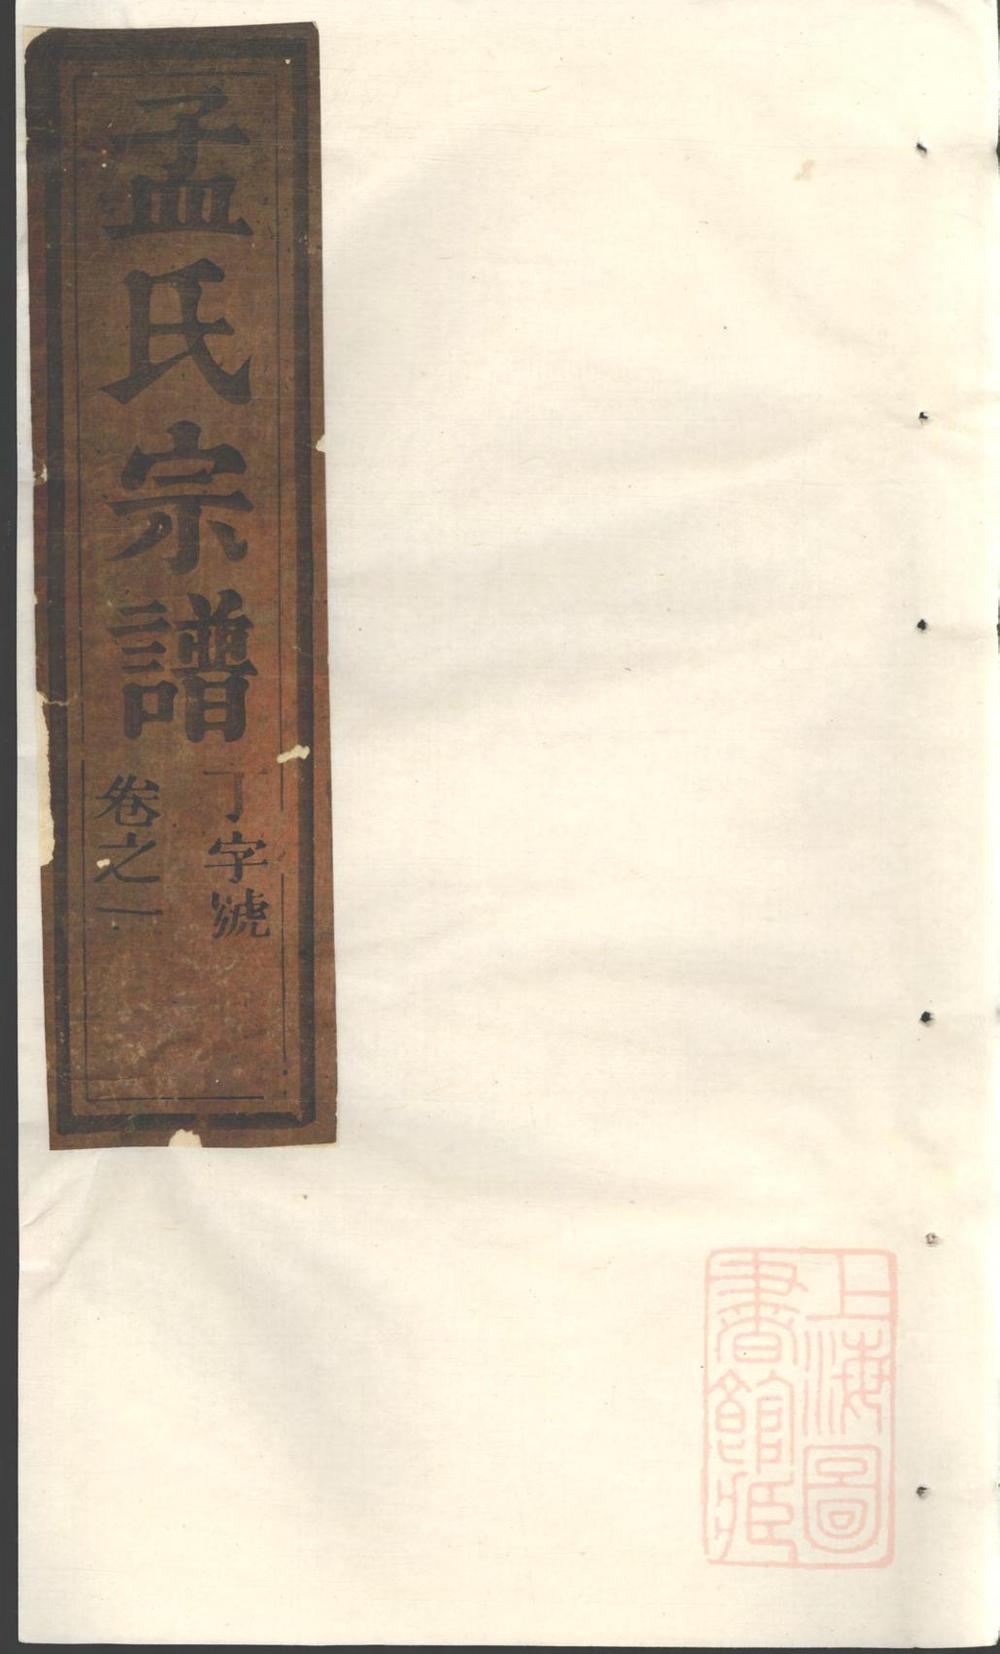 孟氏宗譜
丁字號
卷之一
上海圖
書館藏